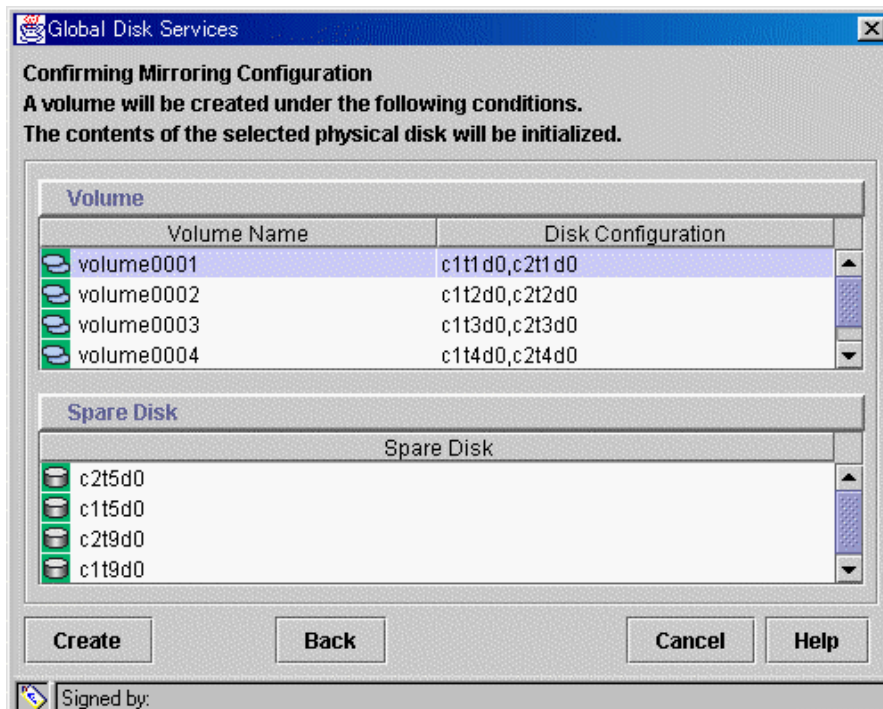 Global Disk Services
Confirming Mirroring Configuration
A volume will be created under the following conditions.
The contents of the selected physical disk will be initialized.
Volume
Volume Name Disk Configuration
volume0001 c1t1d0,c2t1d0
volume0002 c1t2d0,c2t2d0
volume0003 c1t3d0,c2t3d0
volume0004 c1t4d0,c2t4d0
Spare Disk
Spare Disk
c2t5d0
c1t5d0
c2t9d0
c1t9d0
Create Back Cancel Help
Signed by: